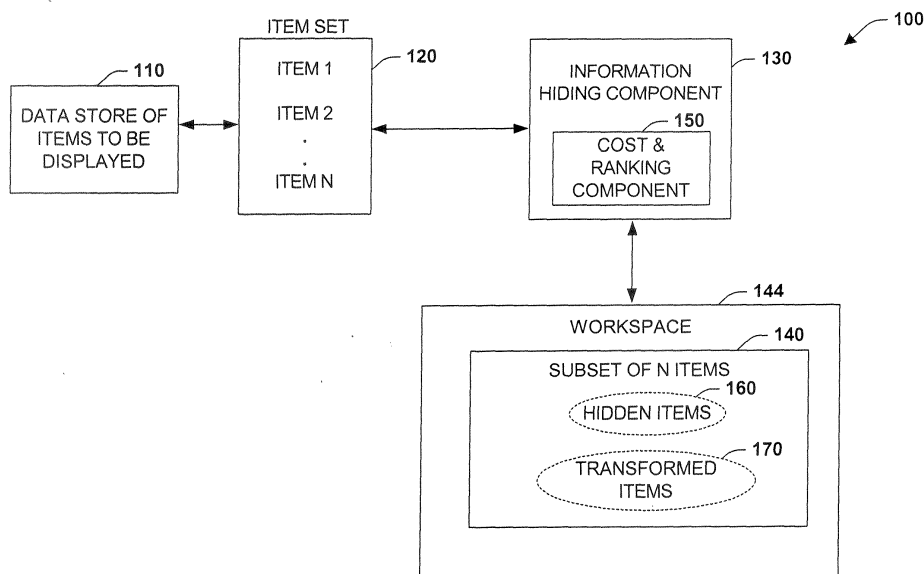 100
ITEM SET
120
ITEM 1
ITEM 2
.
.
ITEM N
110
DATA STORE OF
ITEMS TO BE
DISPLAYED
130
INFORMATION
HIDING COMPONENT
150
COST &
RANKING
COMPONENT
144
WORKSPACE
140
SUBSET OF N ITEMS
160
HIDDEN ITEMS
170
TRANSFORMED
ITEMS